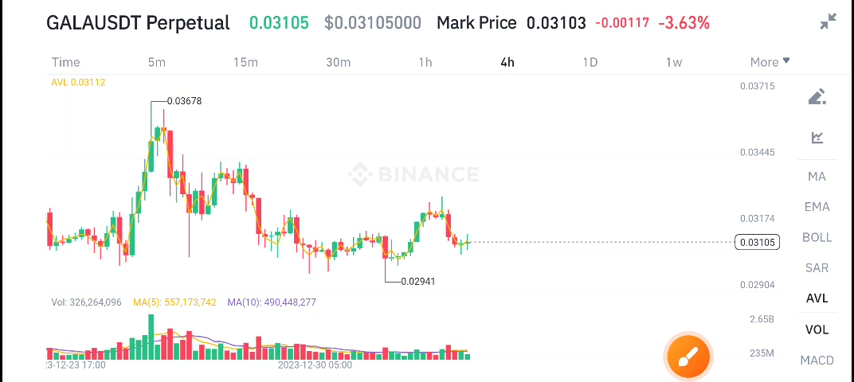 GALAUSDT Perpetual 0.03105 $0.03105000 Mark Price 0.03103 -0.00117 -3.63%
Time 5m 15m 30m 1h 4h 1D 1w More
AVL 0.03112
0.03715
0.03678
0.03445
BINANCE
MA
EMA
0.03174
0.03105
BOLL
SAR
0.02941
0.02904
AVL
Vol: 326,264,096 MA(5): 557,173,742 MA(10): 490,448,277
2.65B
VOL
235M
MACD
3-12-23 17:00 2023-12-30 05:00